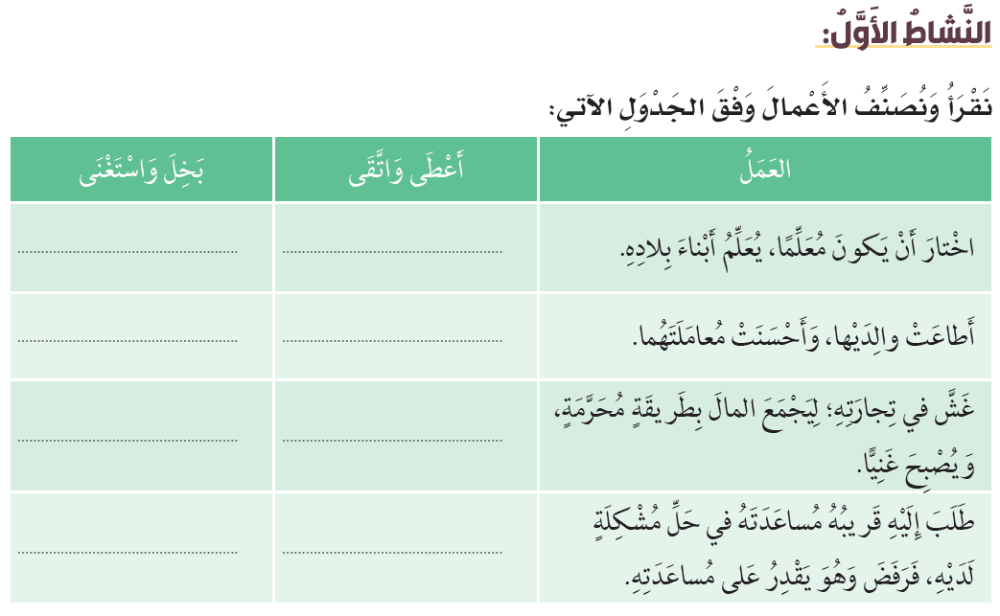 النَّشاطُ الأَوَّلُ:
نَقْرَأُ وَنُصَنِّفُ الأَعْمالَ وَفْقَ الجَدْوَلِ الآتي:
العَمَلُ أَعْطَى وَاتَّقَى بَخِلَ وَاسْتَغْنَى
اخْتارَ أَنْ يَكونَ مُعَلِّمًا، يُعَلِّمُ أَبْناءَ بِلادِهِ. ........ ........
أَطاعَتْ والِدَيْها، وَأَحْسَنَتْ مُعامَلَتَهُما. ........ ........
غَشَّ في تِجارَتِهِ؛ لِيَجْمَعَ المالَ بِطَريقَةٍ مُحَرَّمَةٍ،
وَيُصْبِحَ غَنِيًّا. ........ ........
طَلَبَ إِلَيْهِ قَريبُهُ مُساعَدَتَهُ في حَلِّ مُشْكِلَةٍ
لَدَيْهِ، فَرَفَضَ وَهُوَ يَقْدِرُ عَلى مُساعَدَتِهِ. ........ ........